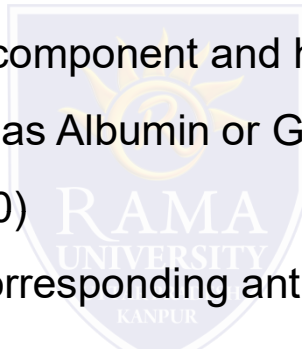 component and h
as Albumin or G
0)
RAMA
UNIVERSITY
orresponding ant
KANPUR